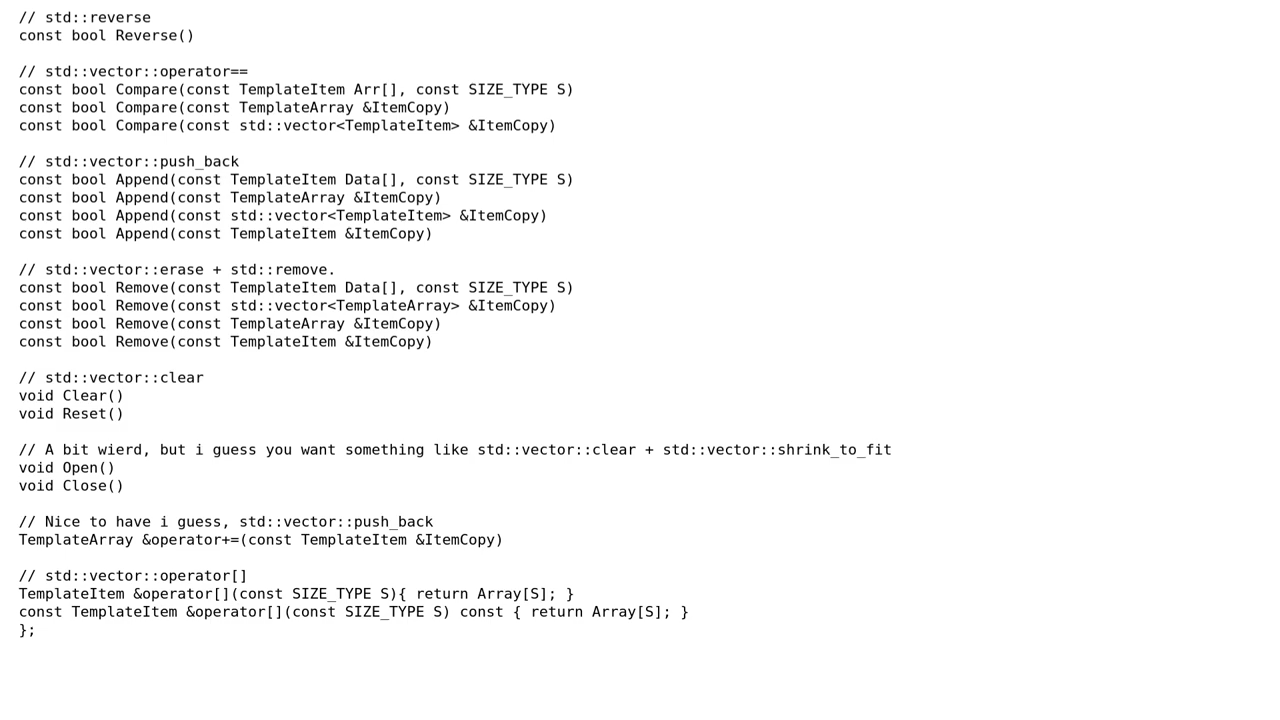 // std::reverse
const bool Reverse()
// std::vector::operator==
const bool Compare(const TemplateItem Arr[], const SIZE_TYPE S)
const bool Compare(const TemplateArray &ItemCopy)
const bool Compare(const std::vector<TemplateItem> &ItemCopy)
// std::vector::push_back
const bool Append(const TemplateItem Data[], const SIZE_TYPE S)
const bool Append(const TemplateArray &ItemCopy)
const bool Append(const std::vector<TemplateItem> &ItemCopy)
const bool Append(const TemplateItem &ItemCopy)
// std::vector::erase + std::remove.
const bool Remove(const TemplateItem Data[], const SIZE_TYPE S)
const bool Remove(const std::vector<TemplateArray> &ItemCopy)
const bool Remove(const TemplateArray &ItemCopy)
const bool Remove(const TemplateItem &ItemCopy)
// std::vector::clear
void Clear()
void Reset()
// A bit wierd, but i guess you want something like std::vector::clear + std::vector::shrink_to_fit
void Open()
void Close()
// Nice to have i guess, std::vector::push_back
TemplateArray &operator+=(const TemplateItem &ItemCopy)
// std::vector::operator[]
TemplateItem &operator[](const SIZE_TYPE S){ return Array[S]; }
const TemplateItem &operator[](const SIZE_TYPE S) const { return Array[S]; }
};